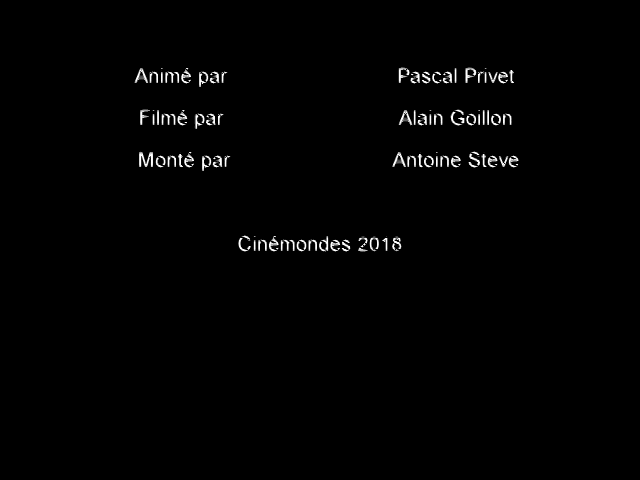 Animé par Pascal Privet
Filmé par Alain Goillon
Monté par Antoine Steve
Cinémondes 2018